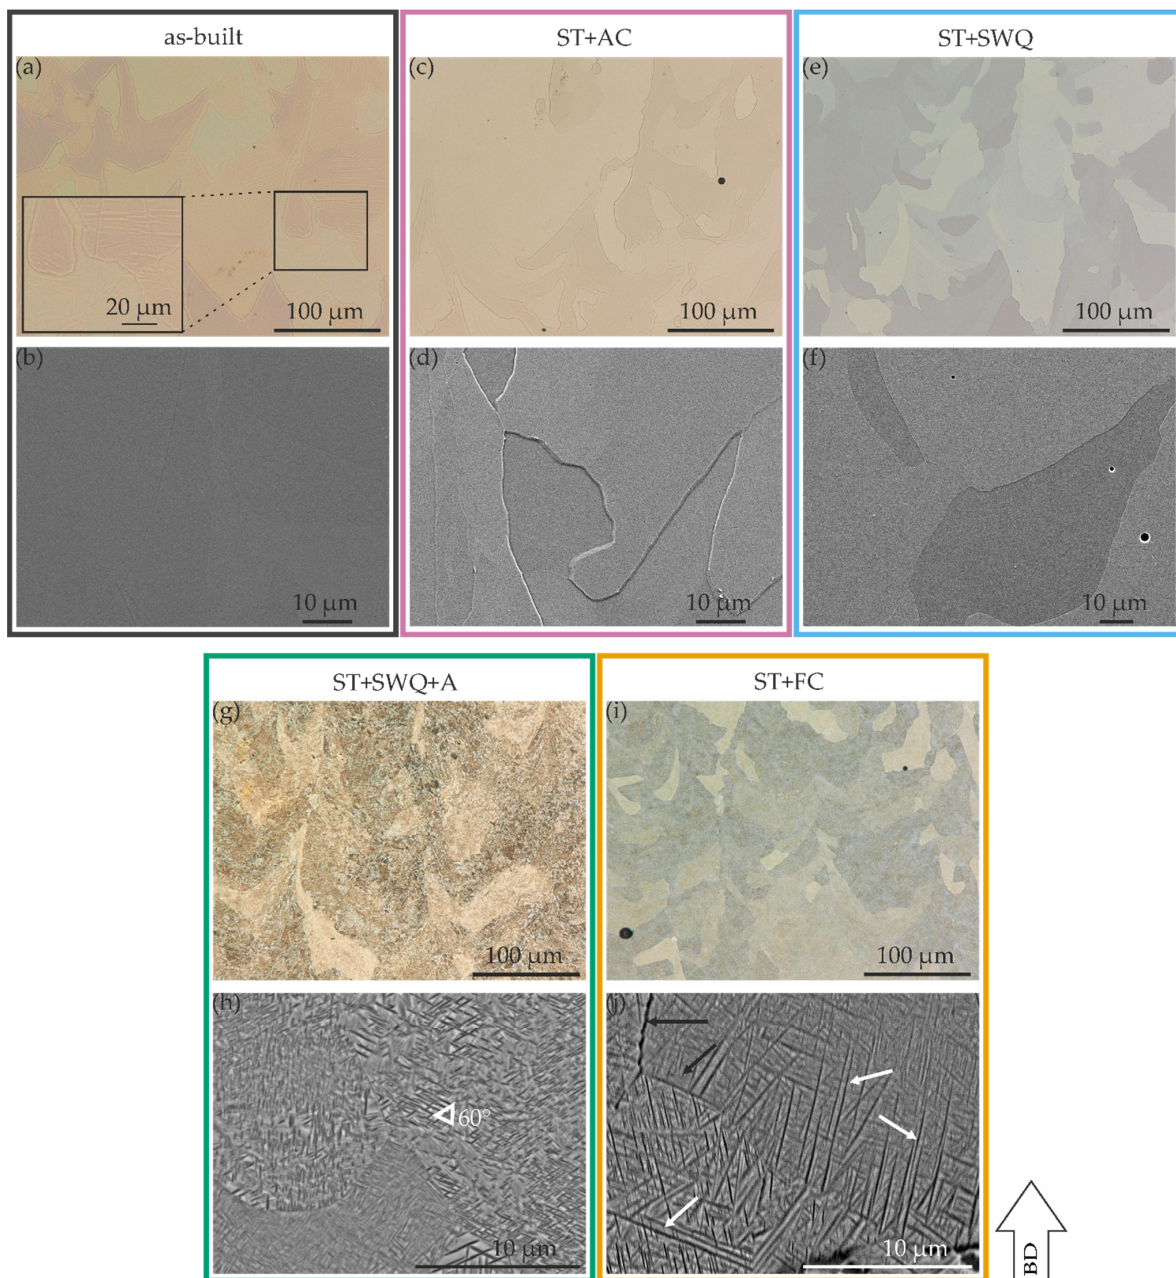 as-built
ST+AC
ST+SWQ
(a)
(c)
(e)
20 µm
100 µm
100 µm
100 µm
(b)
(d)
(f)
10 µm
10 µm
10 µm
ST+SWQ+A
ST+FC
(g)
(i)
100 µm
100 µm
(h)
(j)
60°
10 µm
10 µm
BD